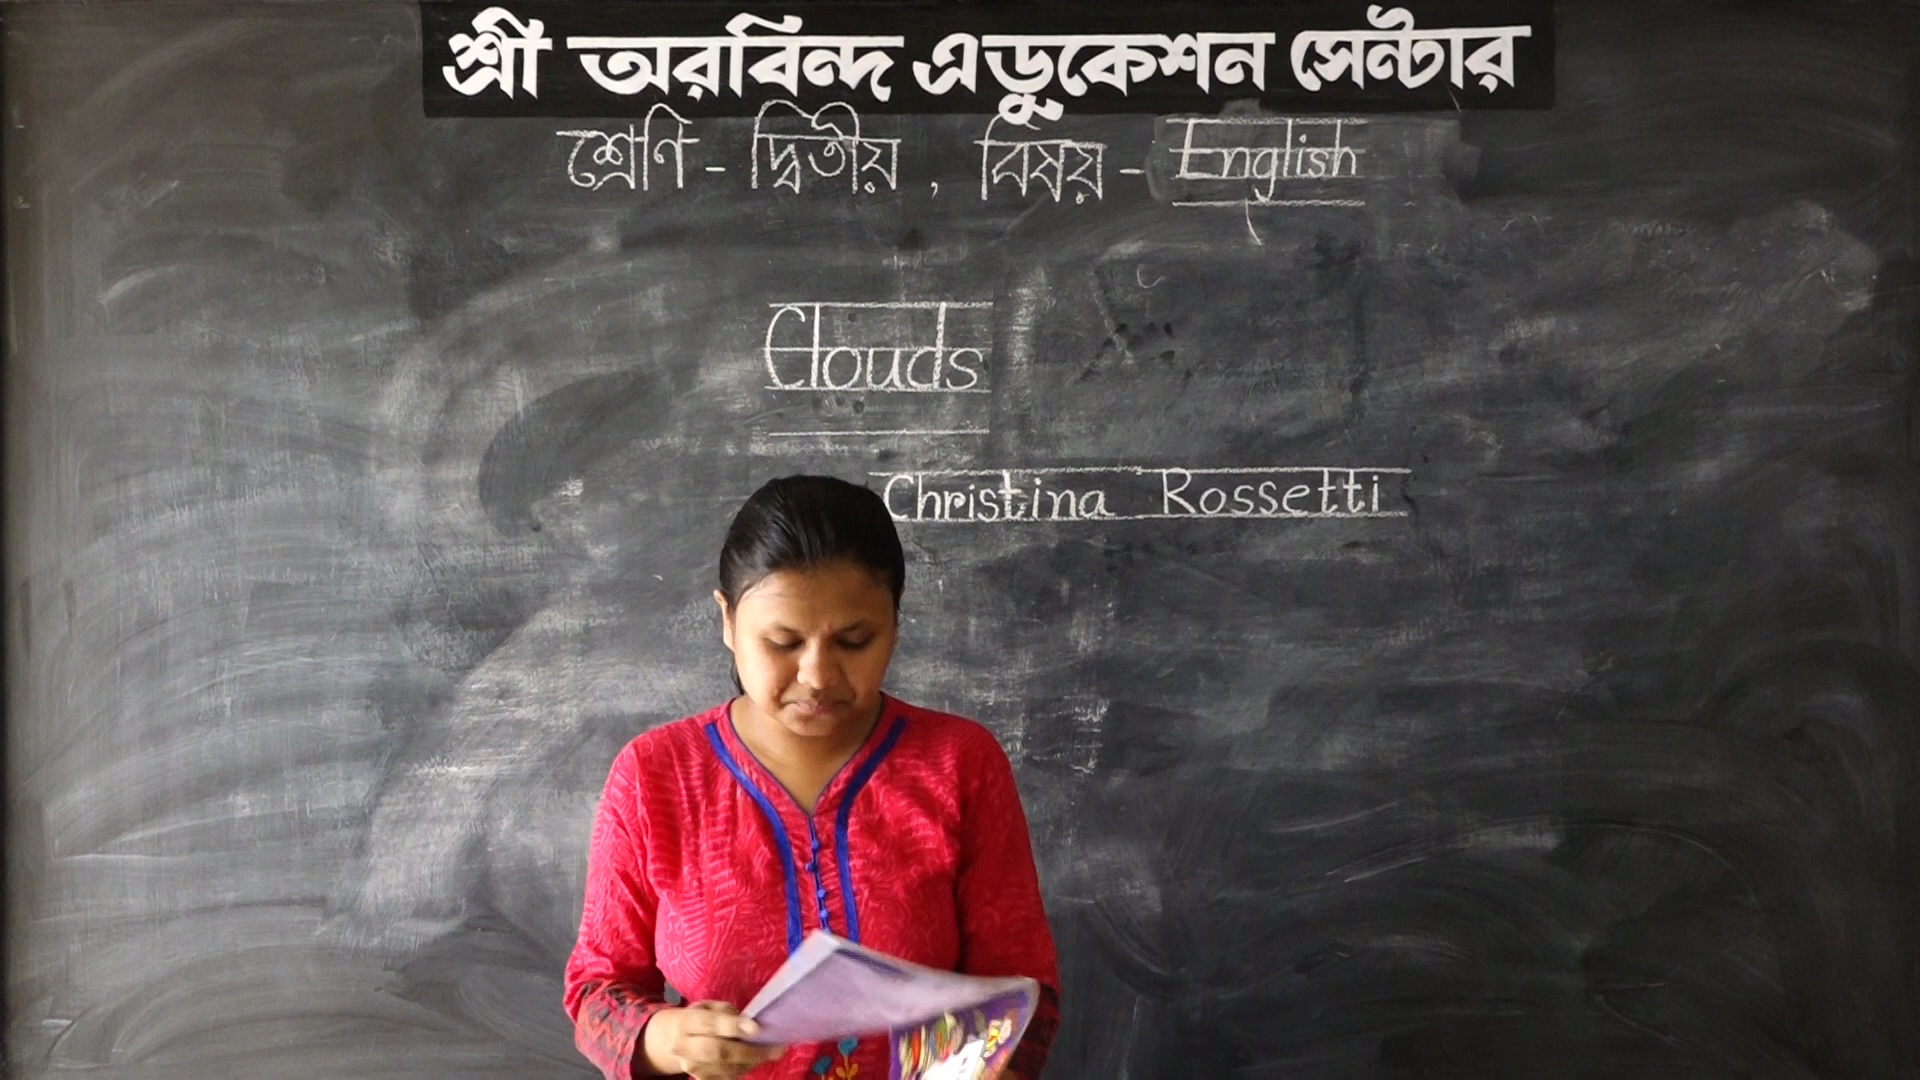 শ্রী অরবিন্দ এডুকেশন সেন্টার
শ্রেণি - দ্বিতীয় , বিষয় - English
Clouds
Christina Rossetti